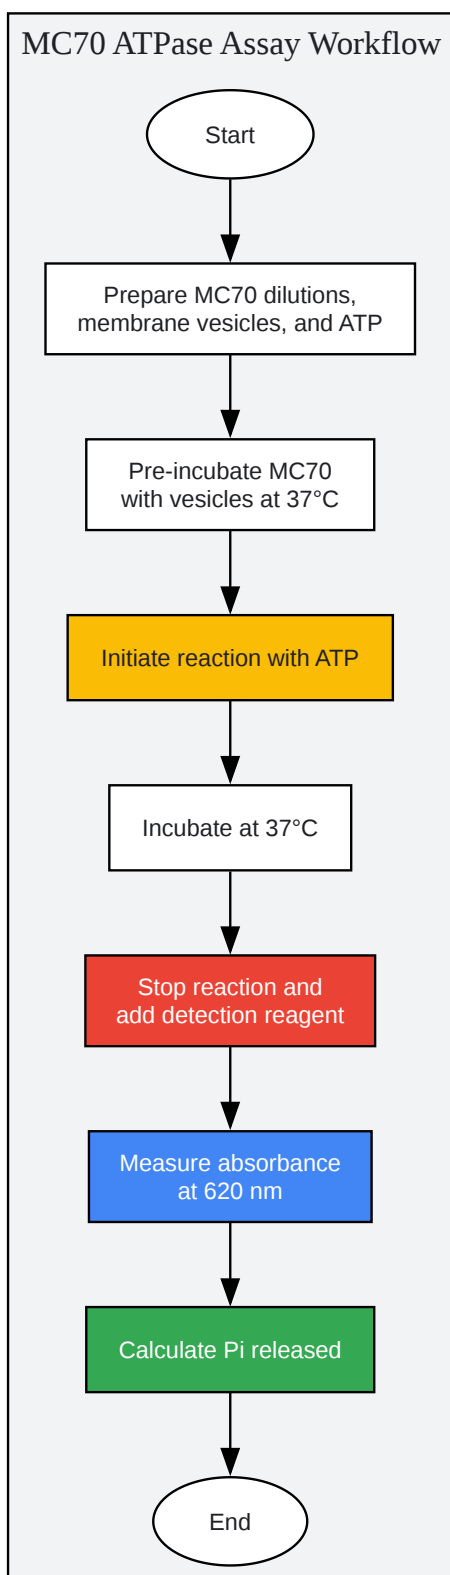 MC70 ATPase Assay Workflow
Start
Prepare MC70 dilutions,
membrane vesicles, and ATP
Pre-incubate MC70
with vesicles at 37°C
Initiate reaction with ATP
Incubate at 37°C
Stop reaction and
add detection reagent
Measure absorbance
at 620 nm
Calculate Pi released
End